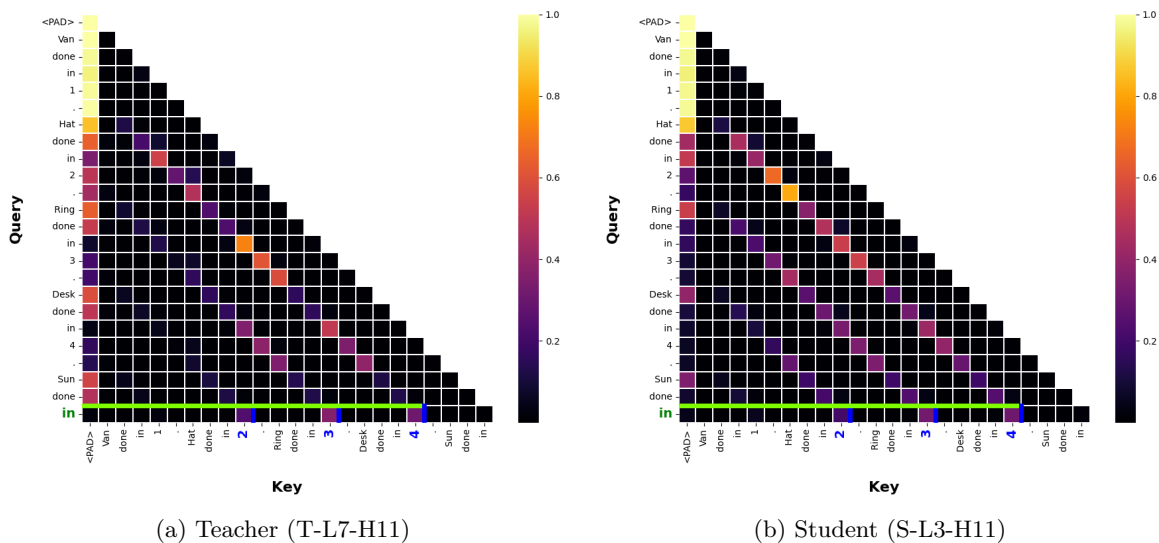 <PAD>
Van
done
in
1
.
Hat
done
in
2
.
Ring
done
in
3
.
Desk
done
in
4
.
Sun
done
in
Query
<PAD> Van done in 1 . Hat done in 2 . Ring done in 3 . Desk done in 4 . Sun done in
Key
1.0
0.8
0.6
0.4
0.2
(a) Teacher (T-L7-H11)
<PAD>
Van
done
in
1
.
Hat
done
in
2
.
Ring
done
in
3
.
Desk
done
in
4
.
Sun
done
in
Query
<PAD> Van done in 1 . Hat done in 2 . Ring done in 3 . Desk done in 4 . Sun done in
Key
1.0
0.8
0.6
0.4
0.2
(b) Student (S-L3-H11)